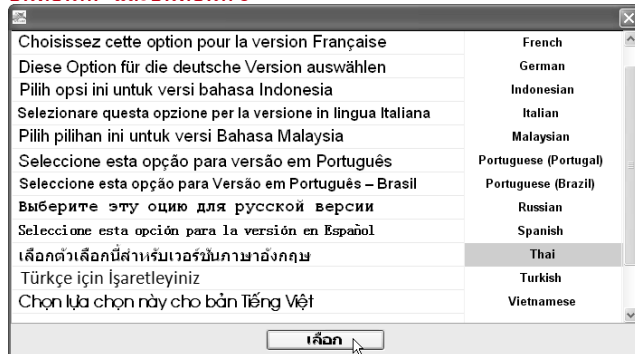 Choisissez cette option pour la version Française French
Diese Option für die deutsche Version auswählen German
Pilih opsi ini untuk versi bahasa Indonesia Indonesian
Selezionare questa opzione per la versione in lingua Italiana Italian
Pilih pilihan ini untuk versi Bahasa Malaysia Malaysian
Seleccione esta opção para versão em Português Portuguese (Portugal)
Seleccione esta opção para Versão em Português – Brasil Portuguese (Brazil)
Выберите эту оцию для русской версии Russian
Seleccione esta opción para la versión en Español Spanish
เลือกตัวเลือกนี้สำหรับเวอร์ชันภาษาอังกฤษ Thai
Türkçe için İşaretleyiniz Turkish
Chọn lựa chọn này cho bản Tiếng Việt Vietnamese
เลือก